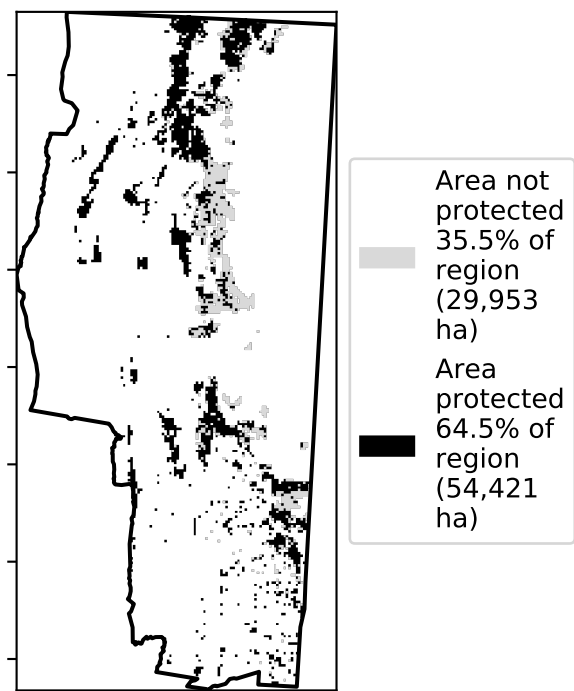 Area not
protected
35.5% of
region
(29,953
ha)
Area
protected
64.5% of
region
(54,421
ha)